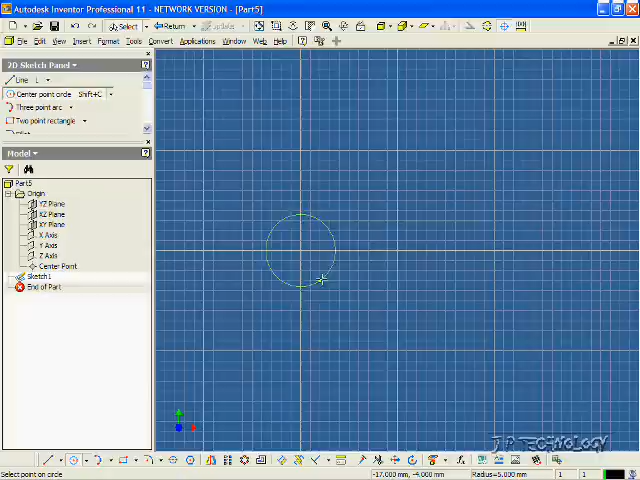 Autodesk Inventor Professional 11 - NETWORK VERSION - [Part5]
Select Return Update
File Edit View Insert Format Tools Convert Applications Window Web Help
2D Sketch Panel
Line L
Center point circle Shift+C
Three point arc
Two point rectangle
Model
Part5
Origin
YZ Plane
XZ Plane
XY Plane
X Axis
Y Axis
Z Axis
Center Point
Sketch1
End of Part
J.R TECHNOLOGY
Select point on circle
-17.000 mm, -4.000 mm Radius=5.000 mm 1 1